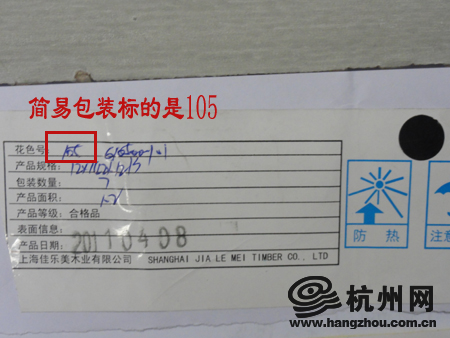 简易包装标的是105
花色号： 105
产品规格：
包装数量： 7
产品面积：
产品等级：合格品
表面信息：
产品日期：20110408
上海佳乐美木业有限公司 SHANGHAI JIA.LE MEI TIMBER CO., LTD
防热
注意
杭州网
www.hangzhou.com.cn